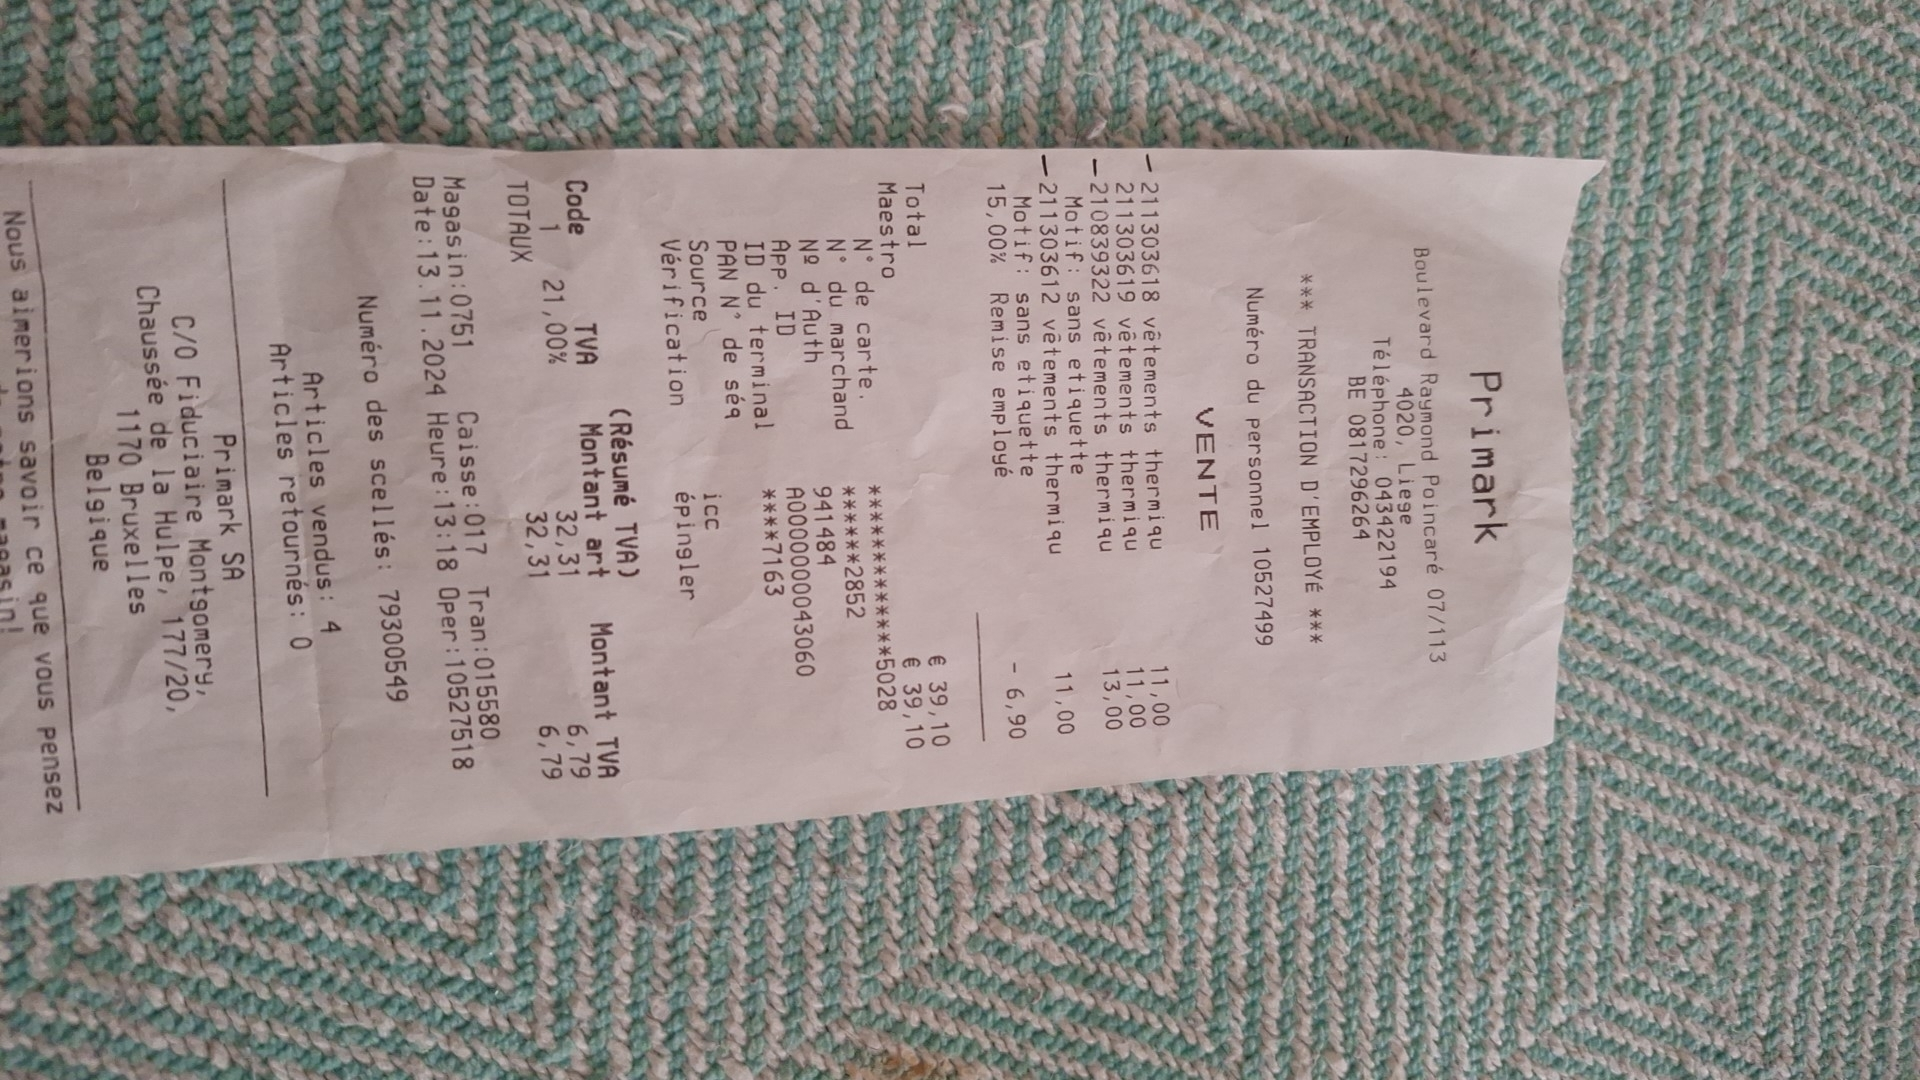 Primark
Boulevard Raymond Poincaré 07/113
4020, Liege
Téléphone: 043422194
BE 0817296264
*** TRANSACTION D'EMPLOYÉ ***
Numéro du personnel 10527499
VENTE
211303618 vêtements thermiqu 11,00
211303619 vêtements thermiqu 11,00
210839322 vêtements thermiqu 13,00
Motif: sans etiquette
211303612 vêtements thermiqu 11,00
Motif: sans etiquette
15,00% Remise employé - 6,90
Total € 39,10
Maestro € 39,10
N° de carte. ***************5028
N° du marchand ******2852
Nº d'Auth 941484
App. ID A0000000043060
ID du terminal ****7163
PAN N° de séq
Source icc
Vérification épingler
(Résumé TVA)
Code TVA Montant art Montant TVA
1 21,00% 32,31 6,79
TOTAUX 32,31 6,79
Magasin:0751 Caisse:017 Tran:015580
Date:13.11.2024 Heure:13:18 Oper:10527518
Numéro des scellés: 79300549
Articles vendus: 4
Articles retournés: 0
Primark SA
C/O Fiduciaire Montgomery,
Chaussée de la Hulpe, 177/20,
1170 Bruxelles
Belgique
Nous aimerions savoir ce que vous pensez
magasin!